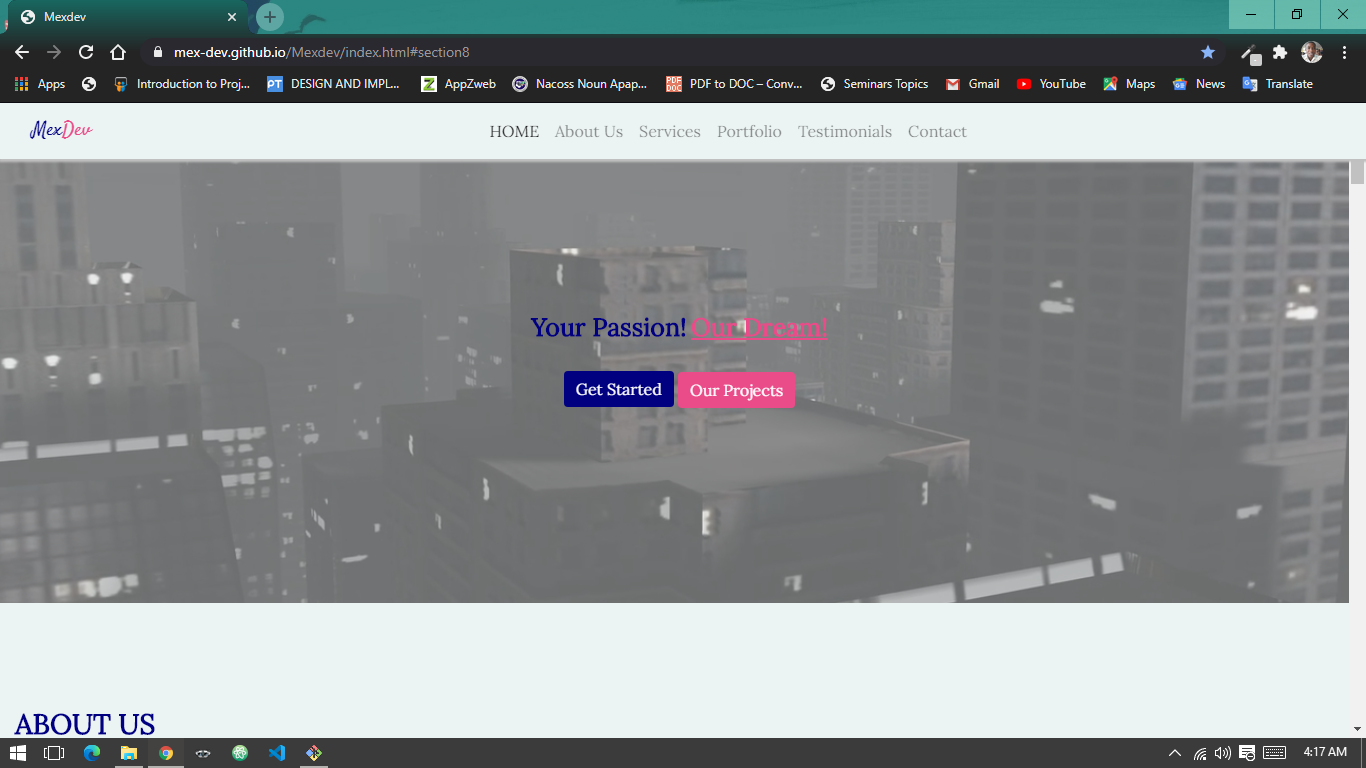 Mexdev
mex-dev.github.io/Mexdev/index.html#section8
Apps Introduction to Proj... DESIGN AND IMPL... AppZweb Nacoss Noun Apap... PDF to DOC – Conv... Seminars Topics Gmail YouTube Maps News Translate
MexDev HOME About Us Services Portfolio Testimonials Contact
Your Passion! Our Dream!
Get Started Our Projects
ABOUT US
4:17 AM